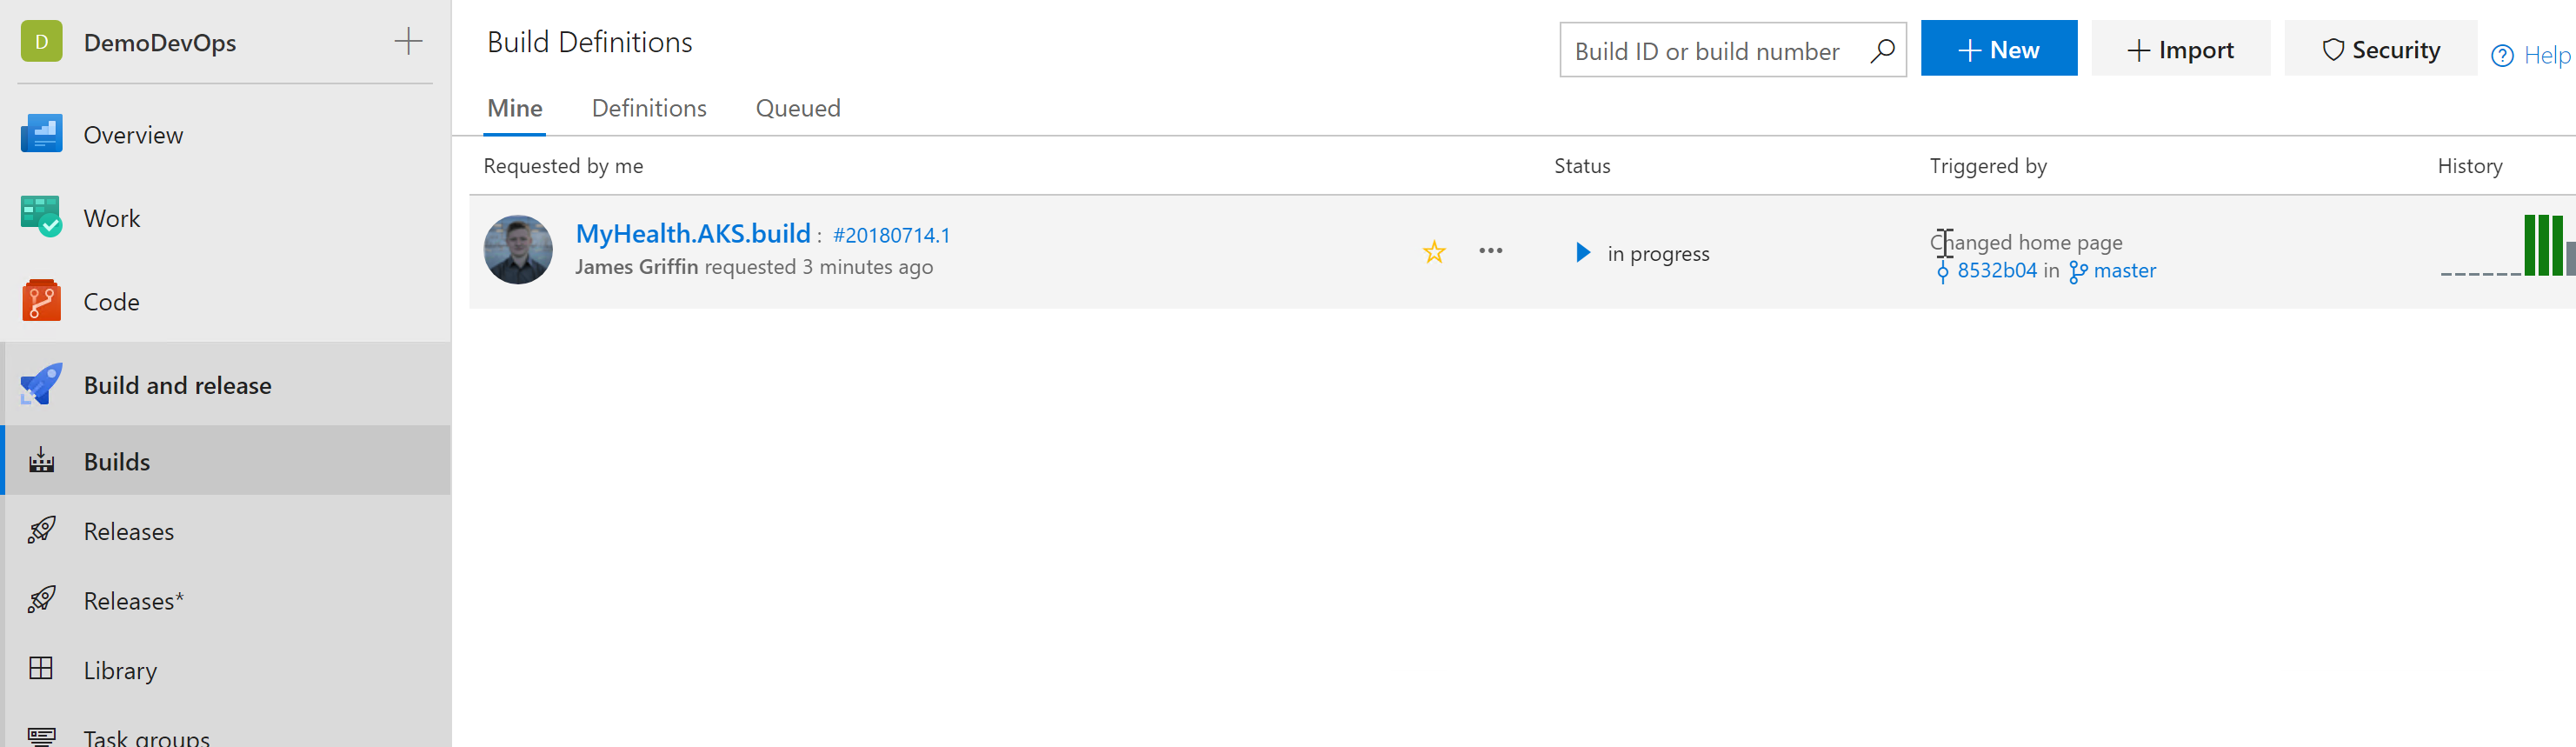 D DemoDevOps
Overview
Work
Code
Build and release
Builds
Releases
Releases*
Library
Task groups
Build Definitions
Build ID or build number
New
Import
Security
Help
Mine Definitions Queued
Requested by me Status Triggered by History
MyHealth.AKS.build : #20180714.1
James Griffin requested 3 minutes ago
in progress
Changed home page
8532b04 in master